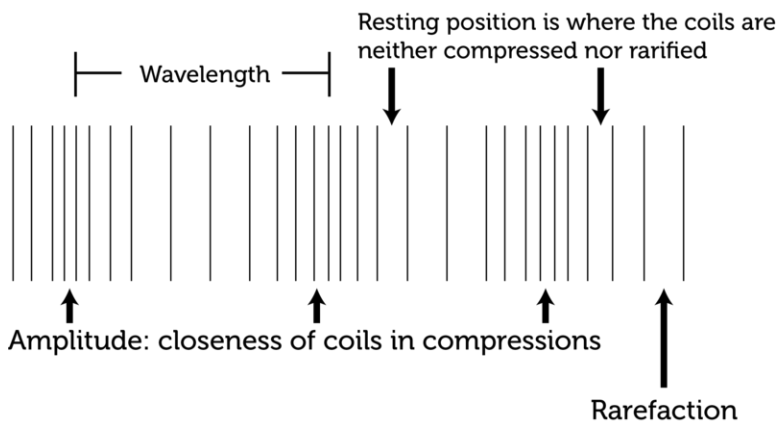 Resting position is where the coils are
neither compressed nor rarified
Wavelength
Amplitude: closeness of coils in compressions
Rarefaction